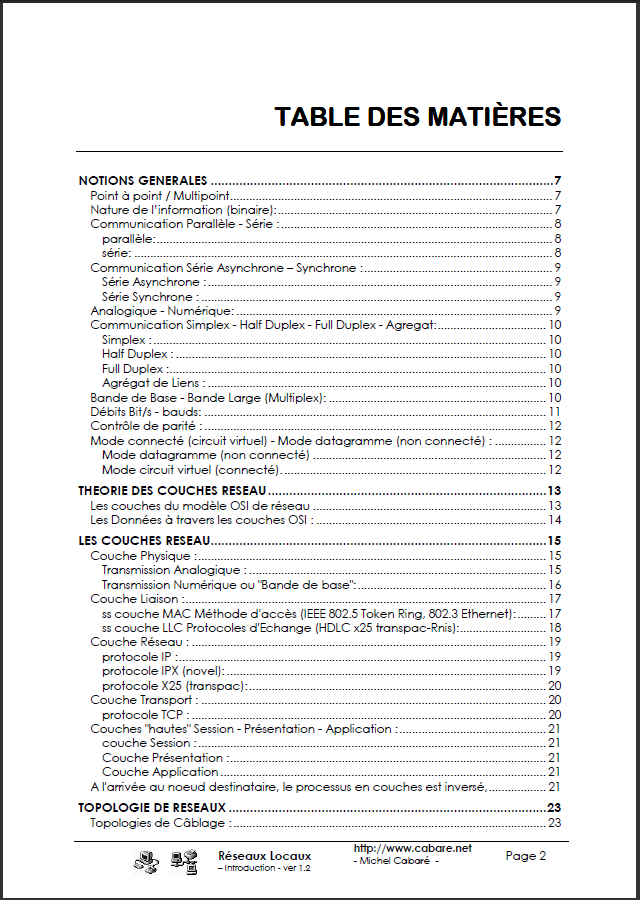 TABLE DES MATIÈRES
NOTIONS GENERALES ........ 7
Point à point / Multipoint ........ 7
Nature de l'information (binaire): ........ 7
Communication Parallèle - Série : ........ 8
parallèle: ........ 8
série: ........ 8
Communication Série Asynchrone – Synchrone : ........ 9
Série Asynchrone : ........ 9
Série Synchrone : ........ 9
Analogique - Numérique: ........ 9
Communication Simplex - Half Duplex - Full Duplex - Agregat: ........ 10
Simplex : ........ 10
Half Duplex : ........ 10
Full Duplex : ........ 10
Agrégat de Liens : ........ 10
Bande de Base - Bande Large (Multiplex): ........ 10
Débits Bit/s - bauds: ........ 11
Contrôle de parité : ........ 12
Mode connecté (circuit virtuel) - Mode datagramme (non connecté) : ........ 12
Mode datagramme (non connecté) ........ 12
Mode circuit virtuel (connecté). ........ 12
THEORIE DES COUCHES RESEAU ........ 13
Les couches du modèle OSI de réseau ........ 13
Les Données à travers les couches OSI : ........ 14
LES COUCHES RESEAU ........ 15
Couche Physique : ........ 15
Transmission Analogique : ........ 15
Transmission Numérique ou "Bande de base": ........ 16
Couche Liaison : ........ 17
ss couche MAC Méthode d'accès (IEEE 802.5 Token Ring, 802.3 Ethernet): ........ 17
ss couche LLC Protocoles d'Echange (HDLC x25 transpac-Rnis): ........ 18
Couche Réseau : ........ 19
protocole IP : ........ 19
protocole IPX (novel): ........ 19
protocole X25 (transpac): ........ 20
Couche Transport : ........ 20
protocole TCP : ........ 20
Couches "hautes" Session - Présentation - Application : ........ 21
couche Session : ........ 21
Couche Présentation : ........ 21
Couche Application ........ 21
A l'arrivée au noeud destinataire, le processus en couches est inversé, ........ 21
TOPOLOGIE DE RESEAUX ........ 23
Topologies de Câblage : ........ 23
Réseaux Locaux
– Introduction - ver 1.2
http://www.cabare.net
- Michel Cabaré -
Page 2